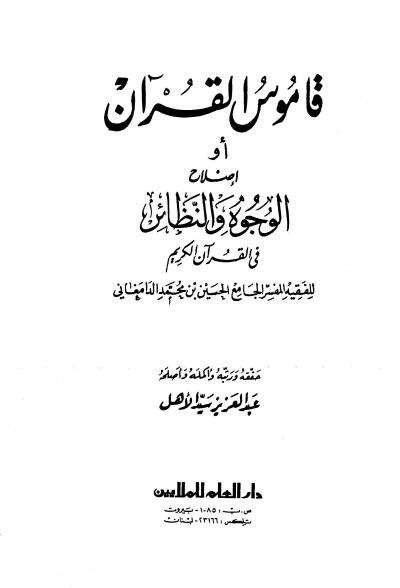 قاموس القرآن
أو
إصلاح
الوجوه والنظائر
في القرآن الكريم
للفقيه المفسر الجامع الحسين بن محمد الدامغاني
حققه ورتبه وأكمله وأصلحه
عبد العزيز سيد الأهل
دار العلم للملايين
ص.ب: ١٠٨٥ - بيروت
تلكس: ٢٣١٦٦ - لبنان